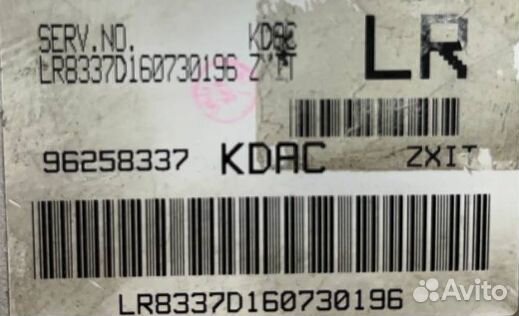 SERV.NO. KDAC
LR8337D160730196 ZXIT
LR
96258337 KDAC ZXIT
LR8337D160730196
Avito